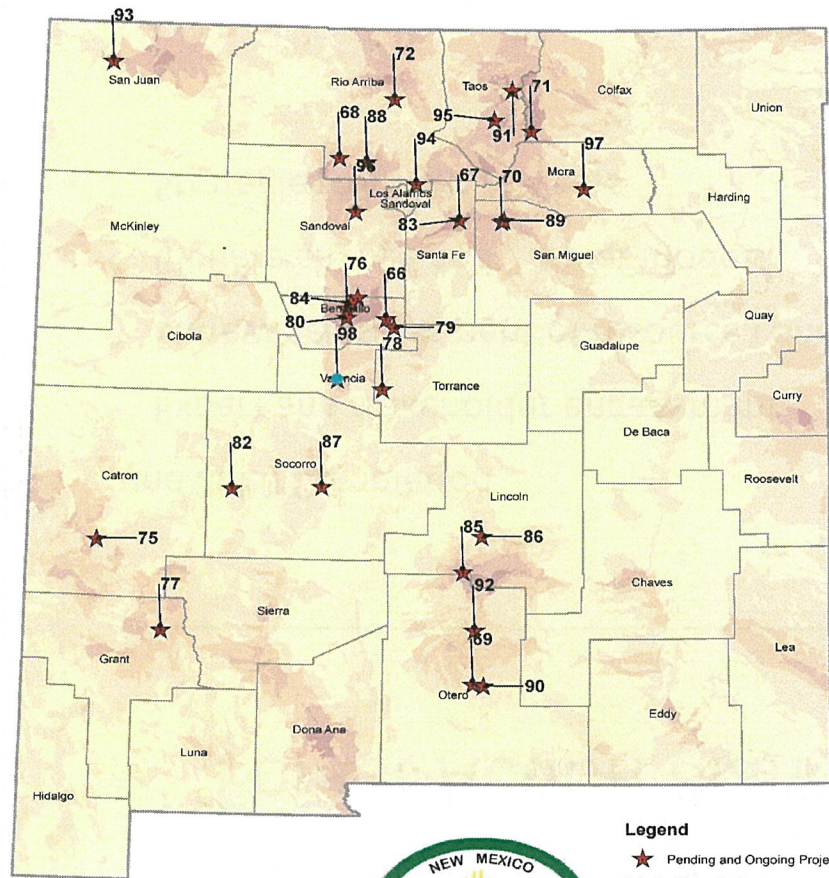 93
San Juan
72
Rio Arriba
Taos
71
Colfax
Union
68
88
95
91
94
97
Mora
96
Los Alamos
Sandoval
67
70
Harding
McKinley
Sandoval
83
89
Santa Fe
San Miguel
76
66
84
Bernalillo
80
79
Quay
Cibola
98
78
Guadalupe
Valencia
Torrance
Curry
82
87
De Baca
Catron
Socorro
Lincoln
Roosevelt
75
85
86
77
92
Chaves
Sierra
69
Lea
Grant
Otero
90
Eddy
Dona Ana
Luna
Hidalgo
Legend
Pending and Ongoing Proje
NEW MEXICO